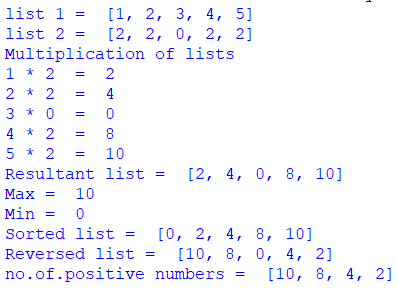 list 1 =  [1, 2, 3, 4, 5]
list 2 =  [2, 2, 0, 2, 2]
Multiplication of lists
1 * 2  =  2
2 * 2  =  4
3 * 0  =  0
4 * 2  =  8
5 * 2  =  10
Resultant list =  [2, 4, 0, 8, 10]
Max =  10
Min =  0
Sorted list =  [0, 2, 4, 8, 10]
Reversed list =  [10, 8, 0, 4, 2]
no.of.positive numbers =  [10, 8, 4, 2]